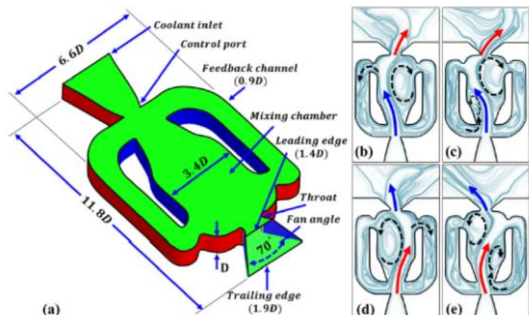 Coolant inlet
Control port
6.6D
Feedback channel
(0.9D)
Mixing chamber
Leading edge
(1.4D)
3.4D
Throat
Fan angle
11.8D
70°
D
Trailing edge
(1.9D)
(a)
(b)
(c)
(d)
(e)